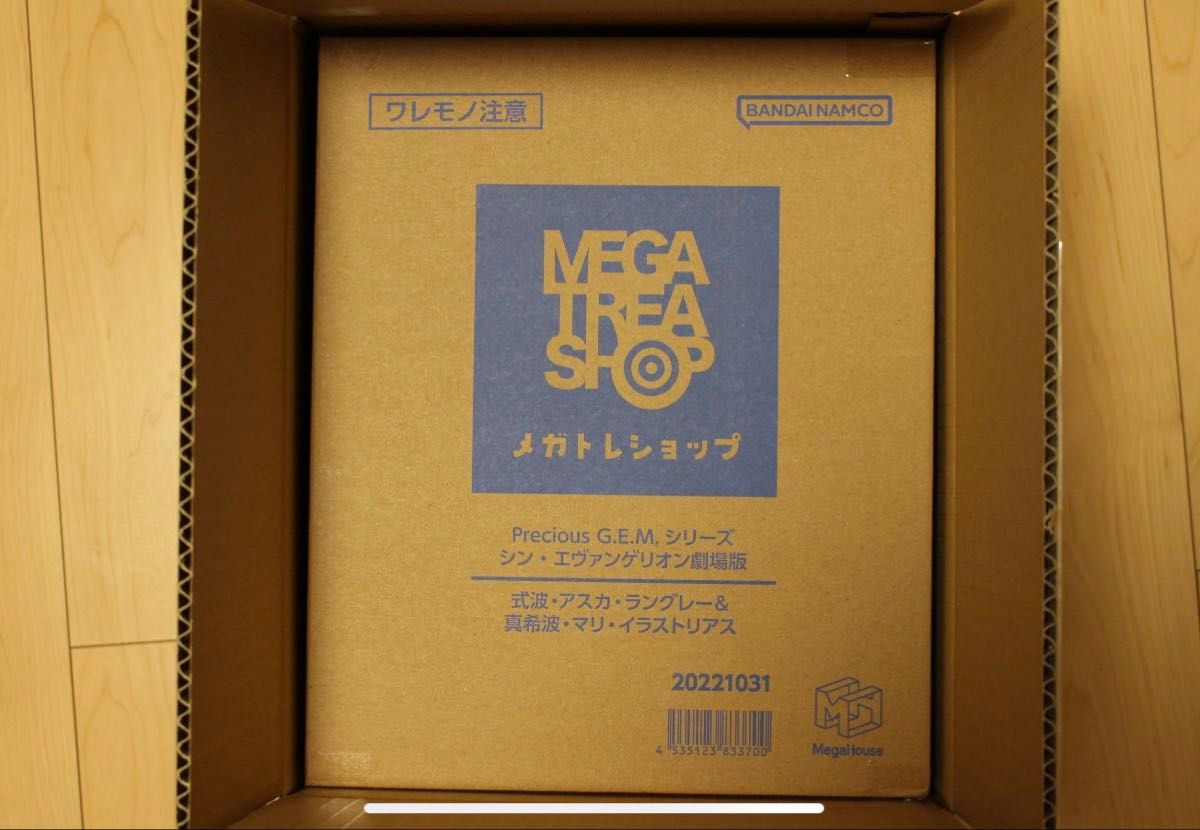 ワレモノ注意
BANDAI NAMCO
MEGA
TREA
SHOP
メガトレショップ
Precious G.E.M. シリーズ
シン・エヴァンゲリオン劇場版
式波・アスカ・ラングレー&
真希波・マリ・イラストリアス
20221031
4 535123 833700
MegaHouse